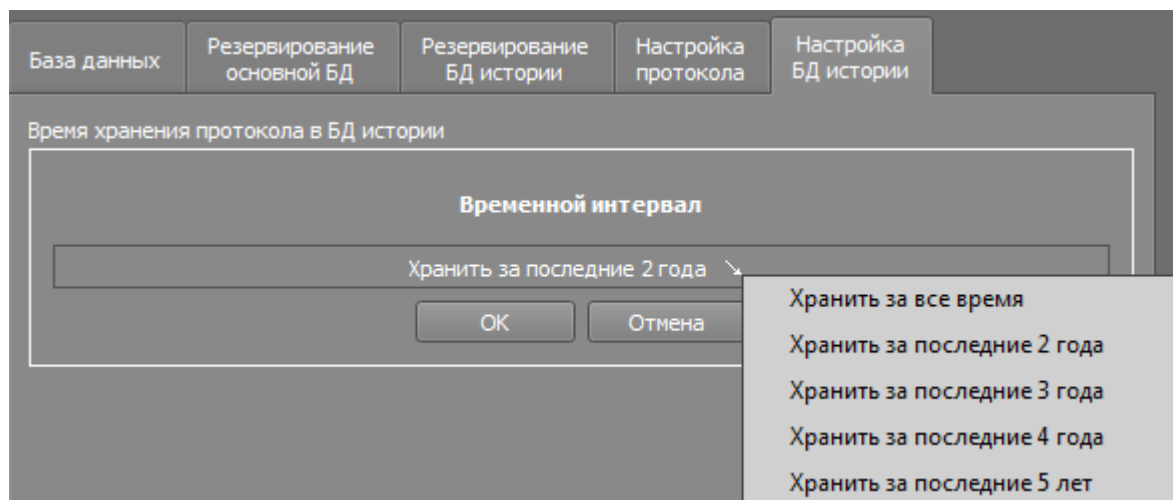 База данных
Резервирование
основной БД
Резервирование
БД истории
Настройка
протокола
Настройка
БД истории
Время хранения протокола в БД истории
Временной интервал
Хранить за последние 2 года
OK
Отмена
Хранить за все время
Хранить за последние 2 года
Хранить за последние 3 года
Хранить за последние 4 года
Хранить за последние 5 лет